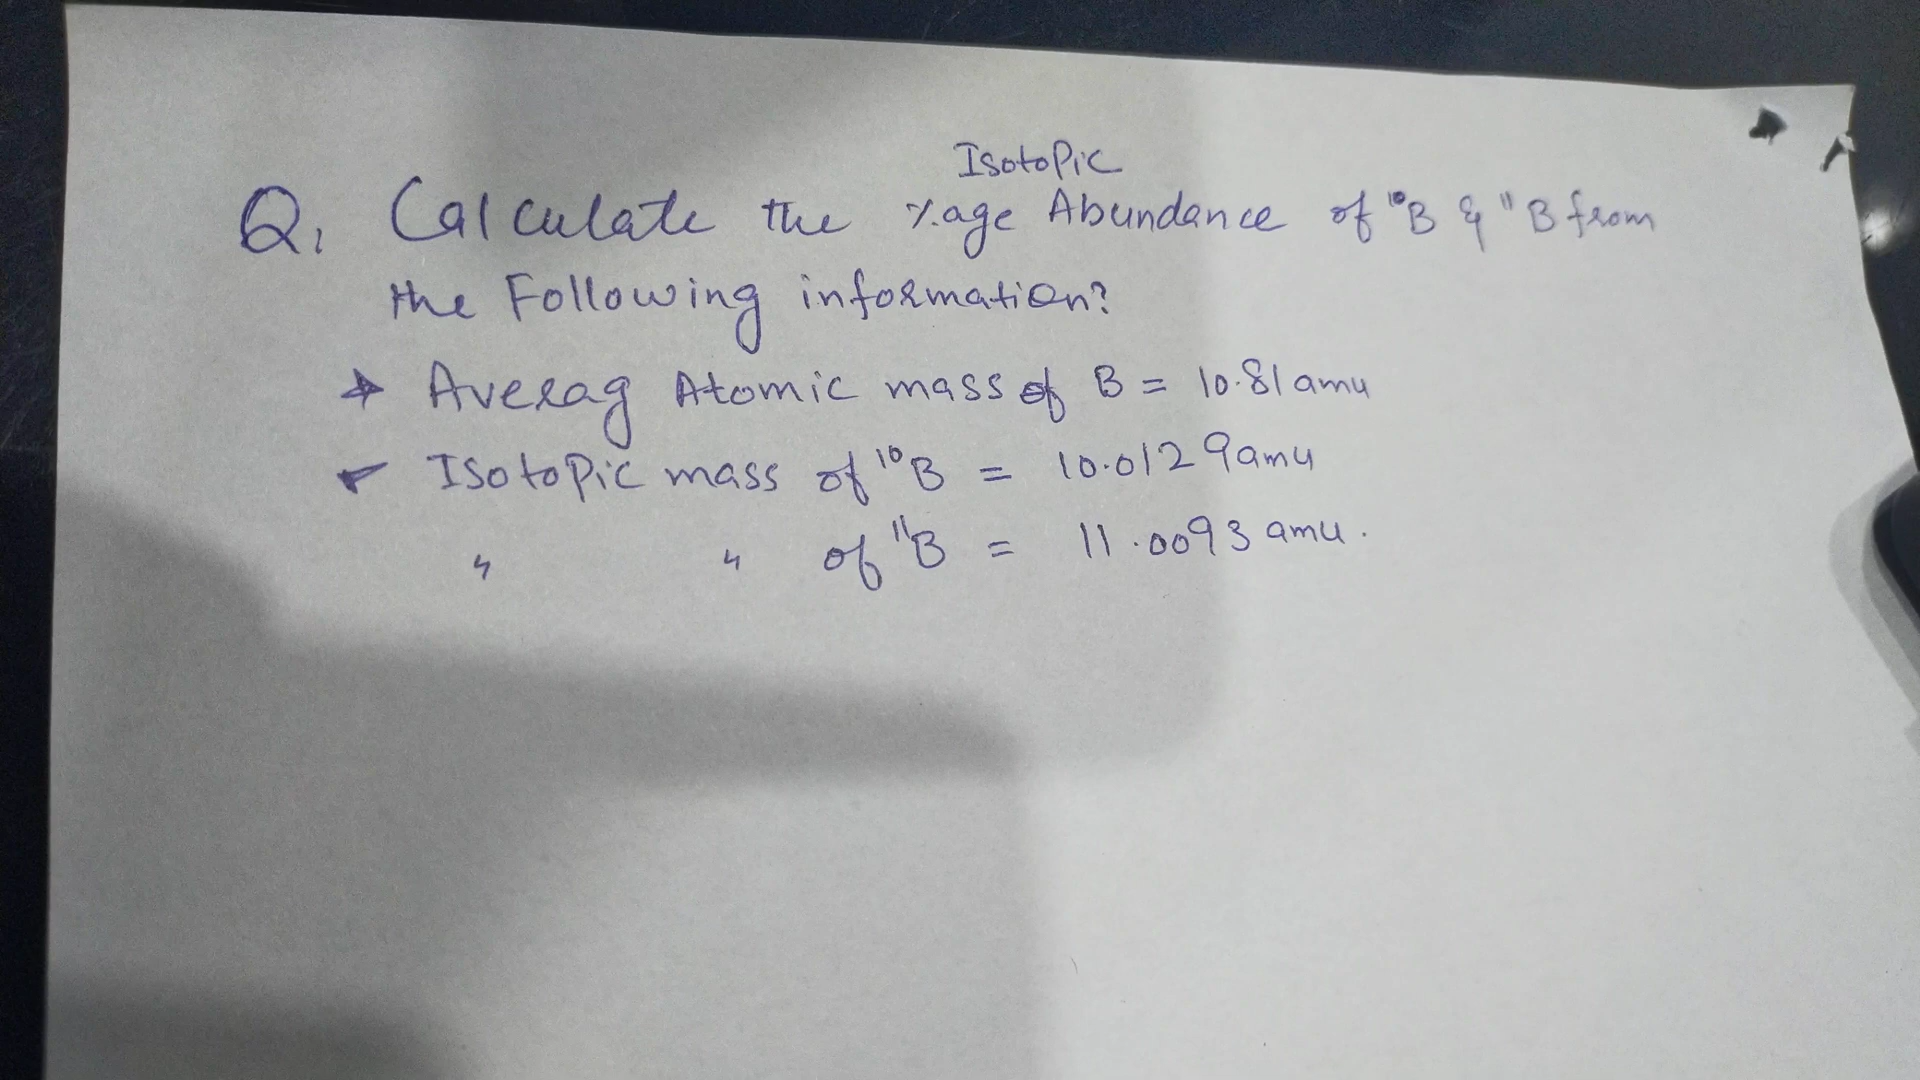 Isotopic
Q. Calculate the %age Abundance of ¹⁰B & ¹¹B from
the Following information?
* Averag Atomic mass of B = 10.81 amu
Isotopic mass of ¹⁰B = 10.0129 amu
" " of ¹¹B = 11.0093 amu.